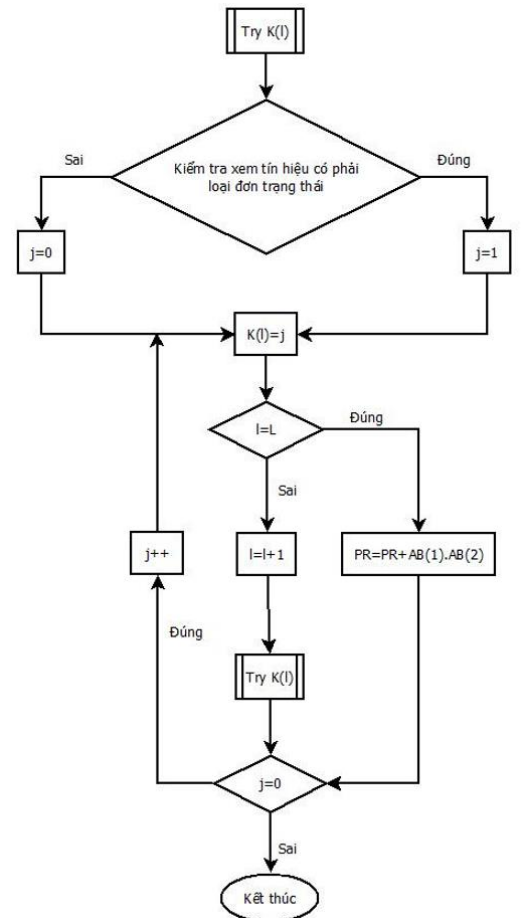 Try K(l)
Kiểm tra xem tín hiệu có phải
loại đơn trạng thái
Sai
Đúng
j=0
j=1
K(l)=j
l=L
Đúng
Sai
j++
l=l+1
PR=PR+AB(1).AB(2)
Đúng
Try K(l)
j=0
Sai
Kết thúc